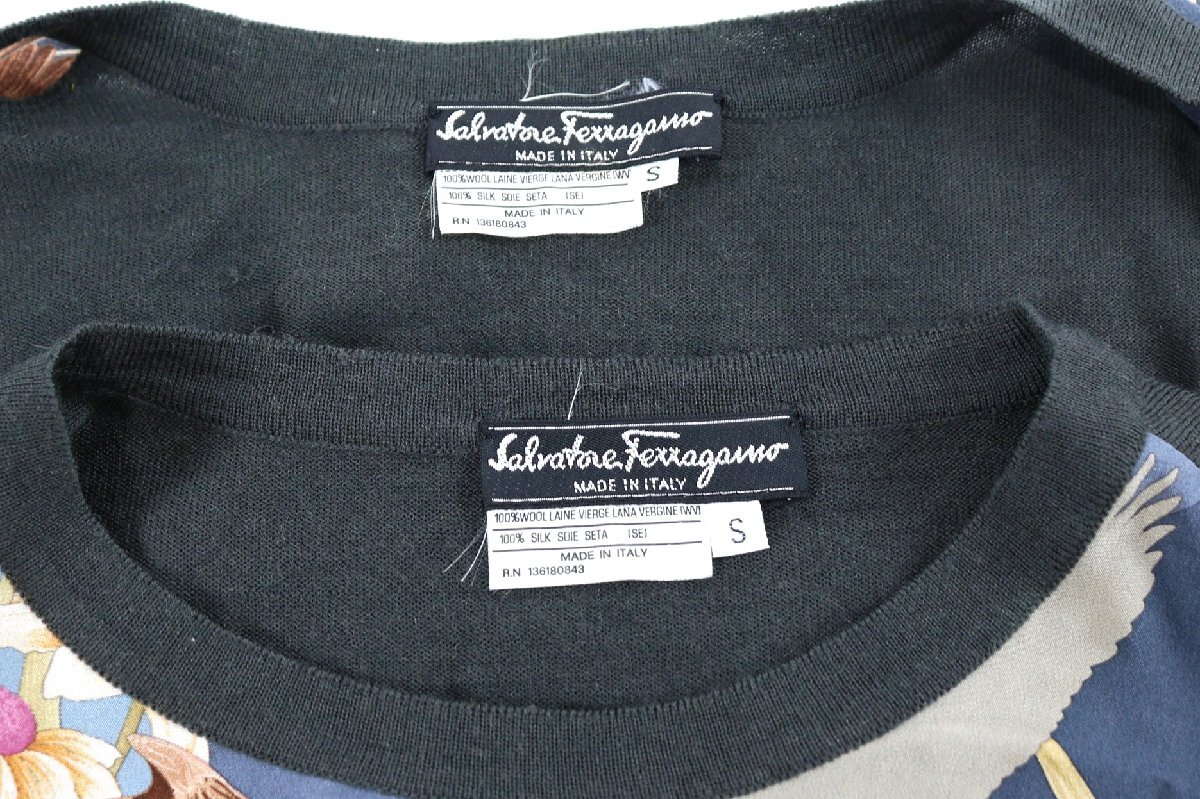 Salvatore Ferragamo
MADE IN ITALY
100%WOOL LAINE VIERGE LANA VERGINE (WV)
S
100% SILK SOIE SETA (SE)
MADE IN ITALY
R.N 136180843
Salvatore Ferragamo
MADE IN ITALY
100%WOOL LAINE VIERGE LANA VERGINE (WV)
S
100% SILK SOIE SETA (SE)
MADE IN ITALY
R.N 136180843